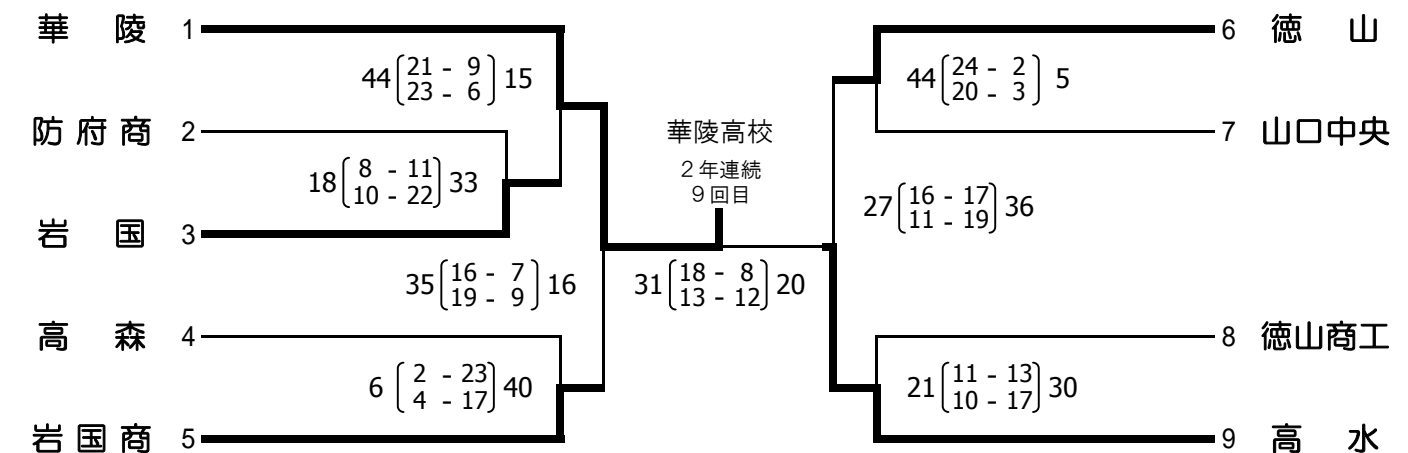 華 陵 1
44 21 - 9 15
23 - 6
防府商 2
18 8 - 11 33
10 - 22
岩 国 3
35 16 - 7 16
19 - 9
高 森 4
6 2 - 23 40
4 - 17
岩国商 5
華陵高校
２年連続
９回目
31 18 - 8 20
13 - 12
6 徳 山
44 24 - 2 5
20 - 3
7 山口中央
27 16 - 17 36
11 - 19
8 徳山商工
21 11 - 13 30
10 - 17
9 高 水